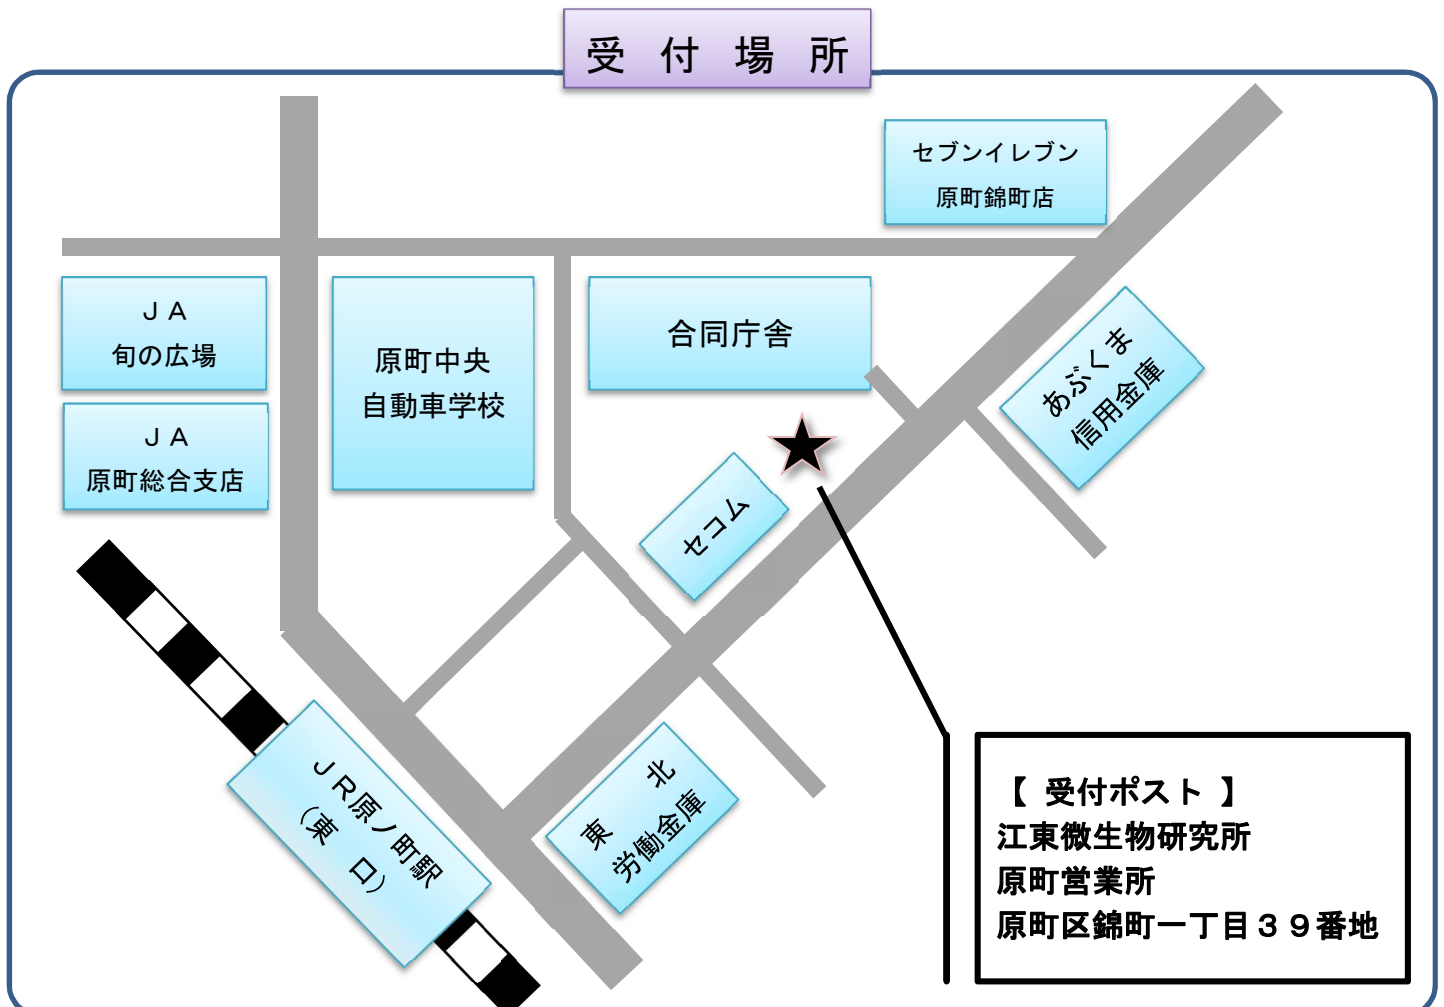 受　付　場　所
セブンイレブン
原町錦町店
ＪＡ
旬の広場
ＪＡ
原町総合支店
原町中央
自動車学校
合同庁舎
あぶくま
信用金庫
セコム
ＪＲ原ノ町駅
（東　口）
東　北
労働金庫
【 受付ポスト 】
江東微生物研究所
原町営業所
原町区錦町一丁目３９番地